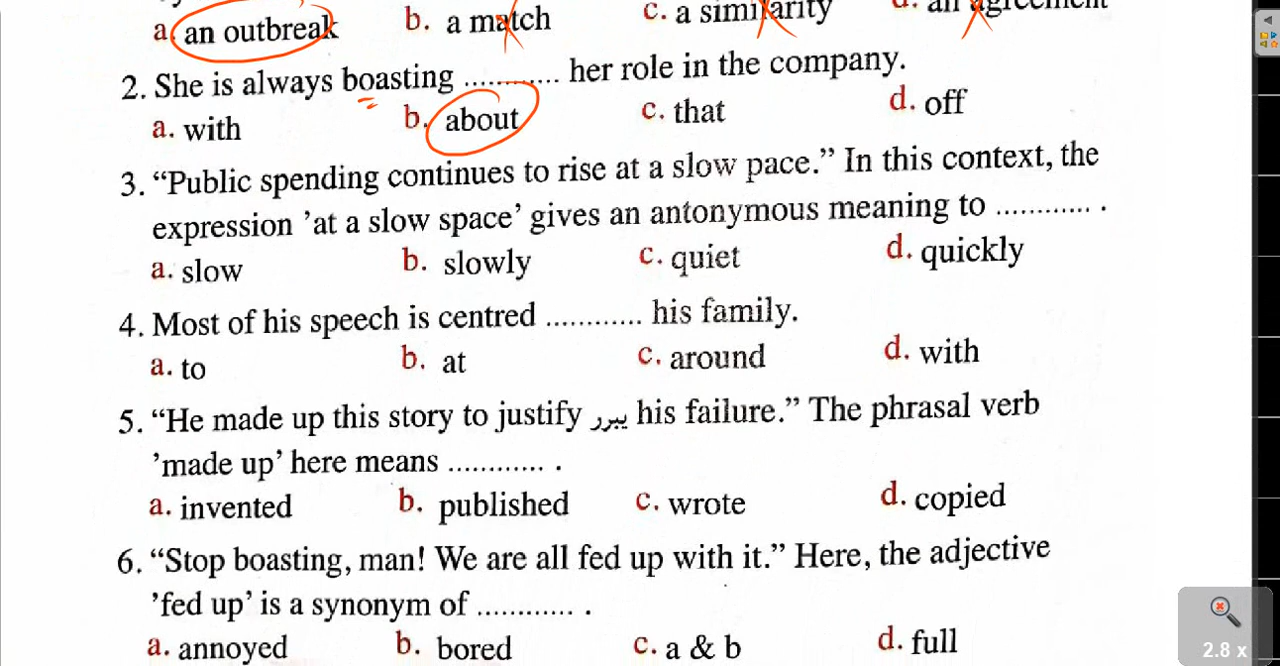 a. an outbreak b. a match c. a similarity d. an agreement
2. She is always boasting ............ her role in the company.
a. with b. about c. that d. off
3. “Public spending continues to rise at a slow pace.” In this context, the
expression ’at a slow space’ gives an antonymous meaning to ............ .
a. slow b. slowly c. quiet d. quickly
4. Most of his speech is centred ............ his family.
a. to b. at c. around d. with
5. “He made up this story to justify يبرر his failure.” The phrasal verb
’made up’ here means ............ .
a. invented b. published c. wrote d. copied
6. “Stop boasting, man! We are all fed up with it.” Here, the adjective
’fed up’ is a synonym of ............ .
a. annoyed b. bored c. a & b d. full
2.8 x